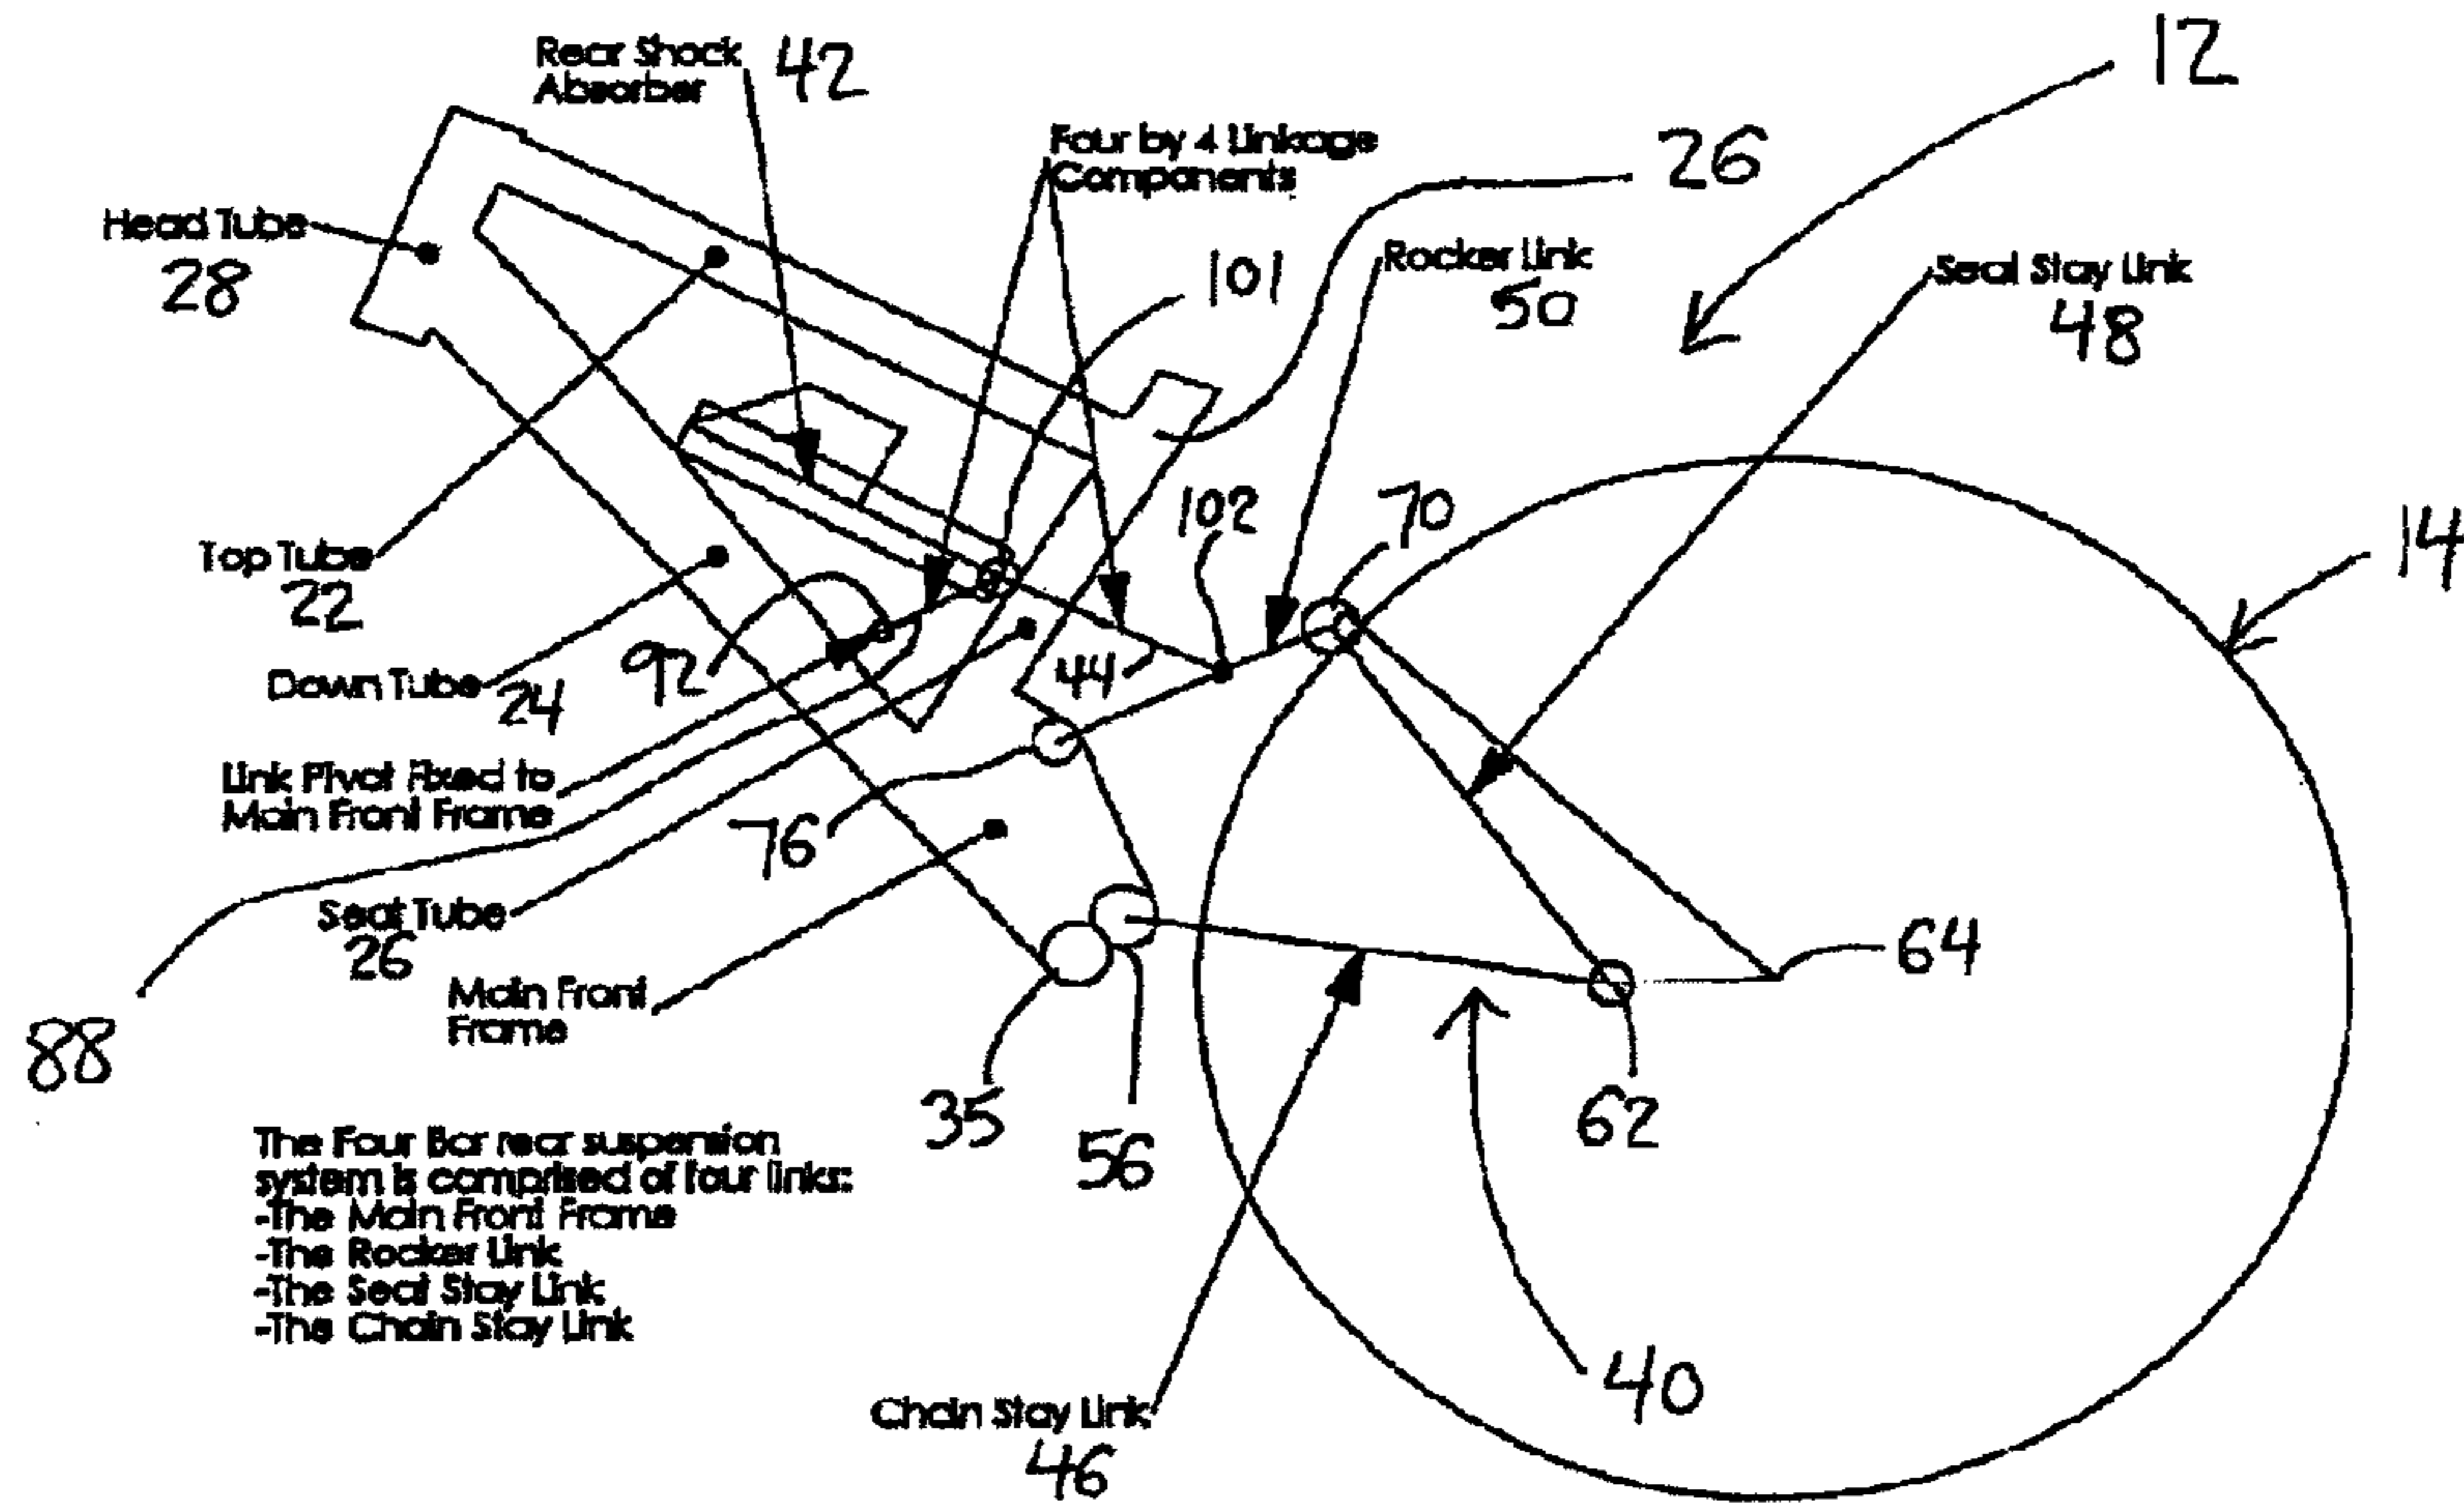 Rear Shock
Absorber
42
12
Four by 4 Linkage
Components
26
Head Tube
28
101
Rocker Link
50
Seat Stay Link
48
102
70
14
Top Tube
22
Down Tube
24
92
44
Link Pivot Fixed to
Main Front Frame
76
Seat Tube
26
64
Main Front
Frame
88
35
56
62
The Four Bar rear suspension
system is comprised of four links:
-The Main Front Frame
-The Rocker Link
-The Seat Stay Link
-The Chain Stay Link
40
Chain Stay Link
46